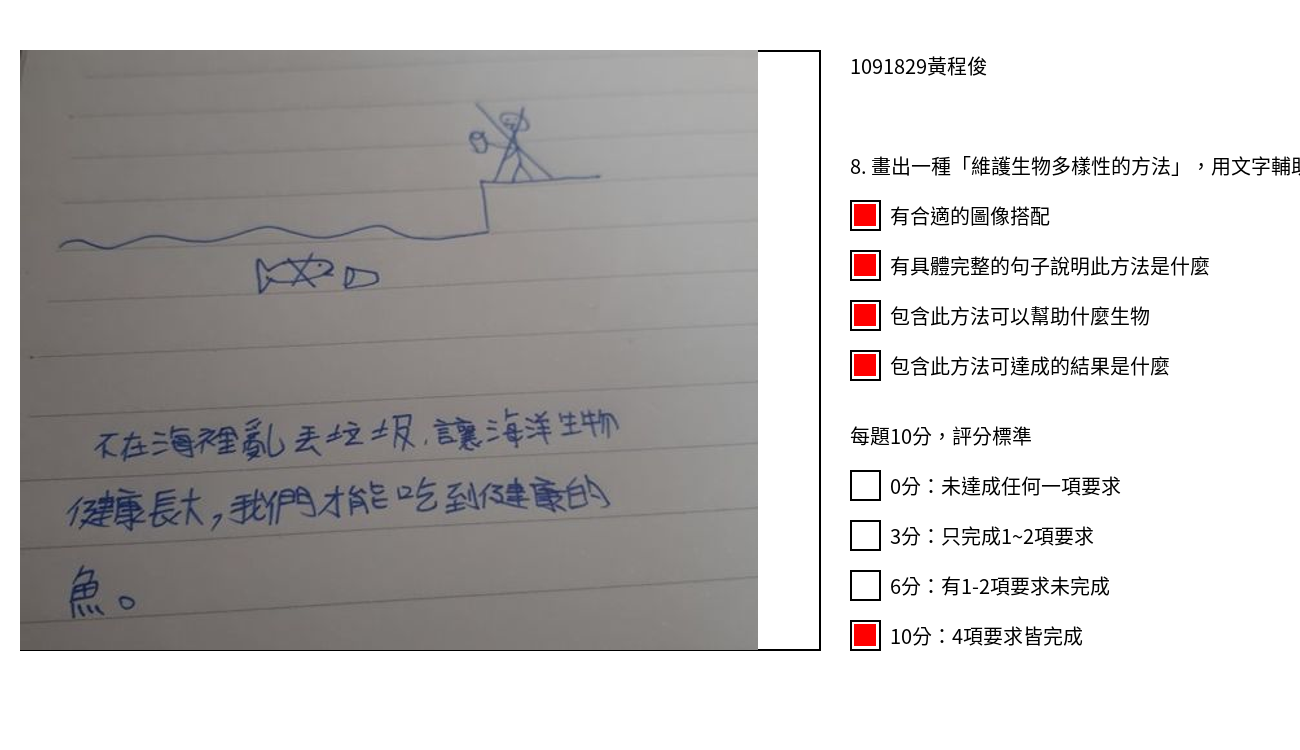 不在海裡亂丟垃圾,讓海洋生物
健康長大,我們才能吃到健康的
魚。
1091829黃程俊
8. 畫出一種「維護生物多樣性的方法」，用文字輔助
有合適的圖像搭配
有具體完整的句子說明此方法是什麼
包含此方法可以幫助什麼生物
包含此方法可達成的結果是什麼
每題10分，評分標準
0分：未達成任何一項要求
3分：只完成1~2項要求
6分：有1-2項要求未完成
10分：4項要求皆完成